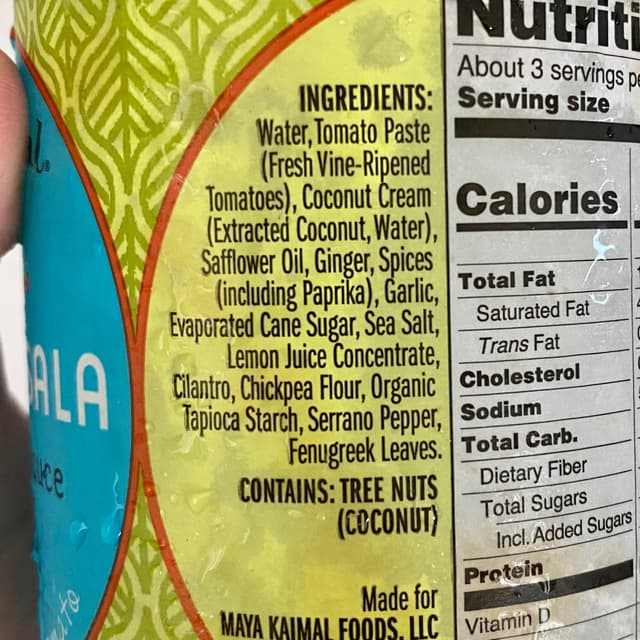 INGREDIENTS:
Water, Tomato Paste
(Fresh Vine-Ripened
Tomatoes), Coconut Cream
(Extracted Coconut, Water),
Safflower Oil, Ginger, Spices
(including Paprika), Garlic,
Evaporated Cane Sugar, Sea Salt,
Lemon Juice Concentrate,
Cilantro, Chickpea Flour, Organic
Tapioca Starch, Serrano Pepper,
Fenugreek Leaves.
CONTAINS: TREE NUTS
(COCONUT)
Made for
MAYA KAIMAL FOODS, LLC
About 3 servings
Serving size
Calories
Total Fat
Saturated Fat
Trans Fat
Cholesterol
Sodium
Total Carb.
Dietary Fiber
Total Sugars
Incl. Added Sugars
Protein
Vitamin D